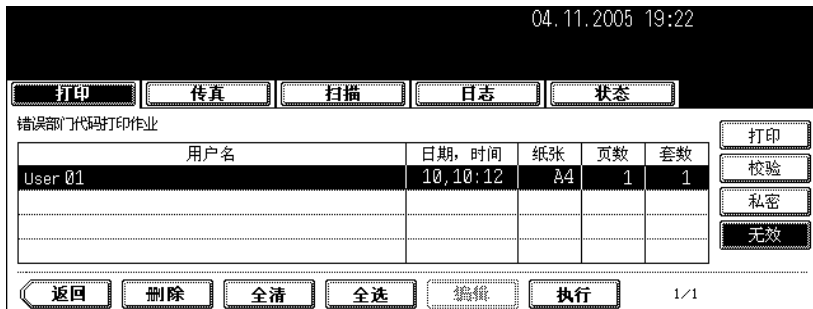 04.11.2005 19:22
打印 传真 扫描 日志 状态
错误部门代码打印作业
用户名 日期，时间 纸张 页数 套数
User 01 10,10:12 A4 1 1
打印
校验
私密
无效
返回 删除 全清 全选 编辑 执行 1/1